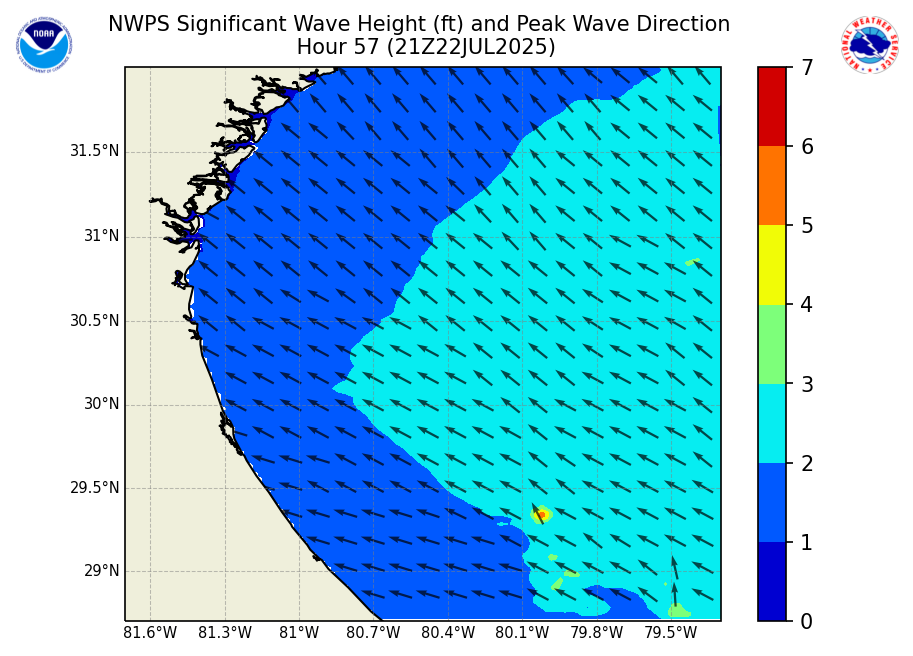 NWPS Significant Wave Height (ft) and Peak Wave Direction
Hour 57 (21Z22JUL2025)
NOAA
NATIONAL WEATHER SERVICE
31.5°N
31°N
30.5°N
30°N
29.5°N
29°N
81.6°W 81.3°W 81°W 80.7°W 80.4°W 80.1°W 79.8°W 79.5°W
7
6
5
4
3
2
1
0